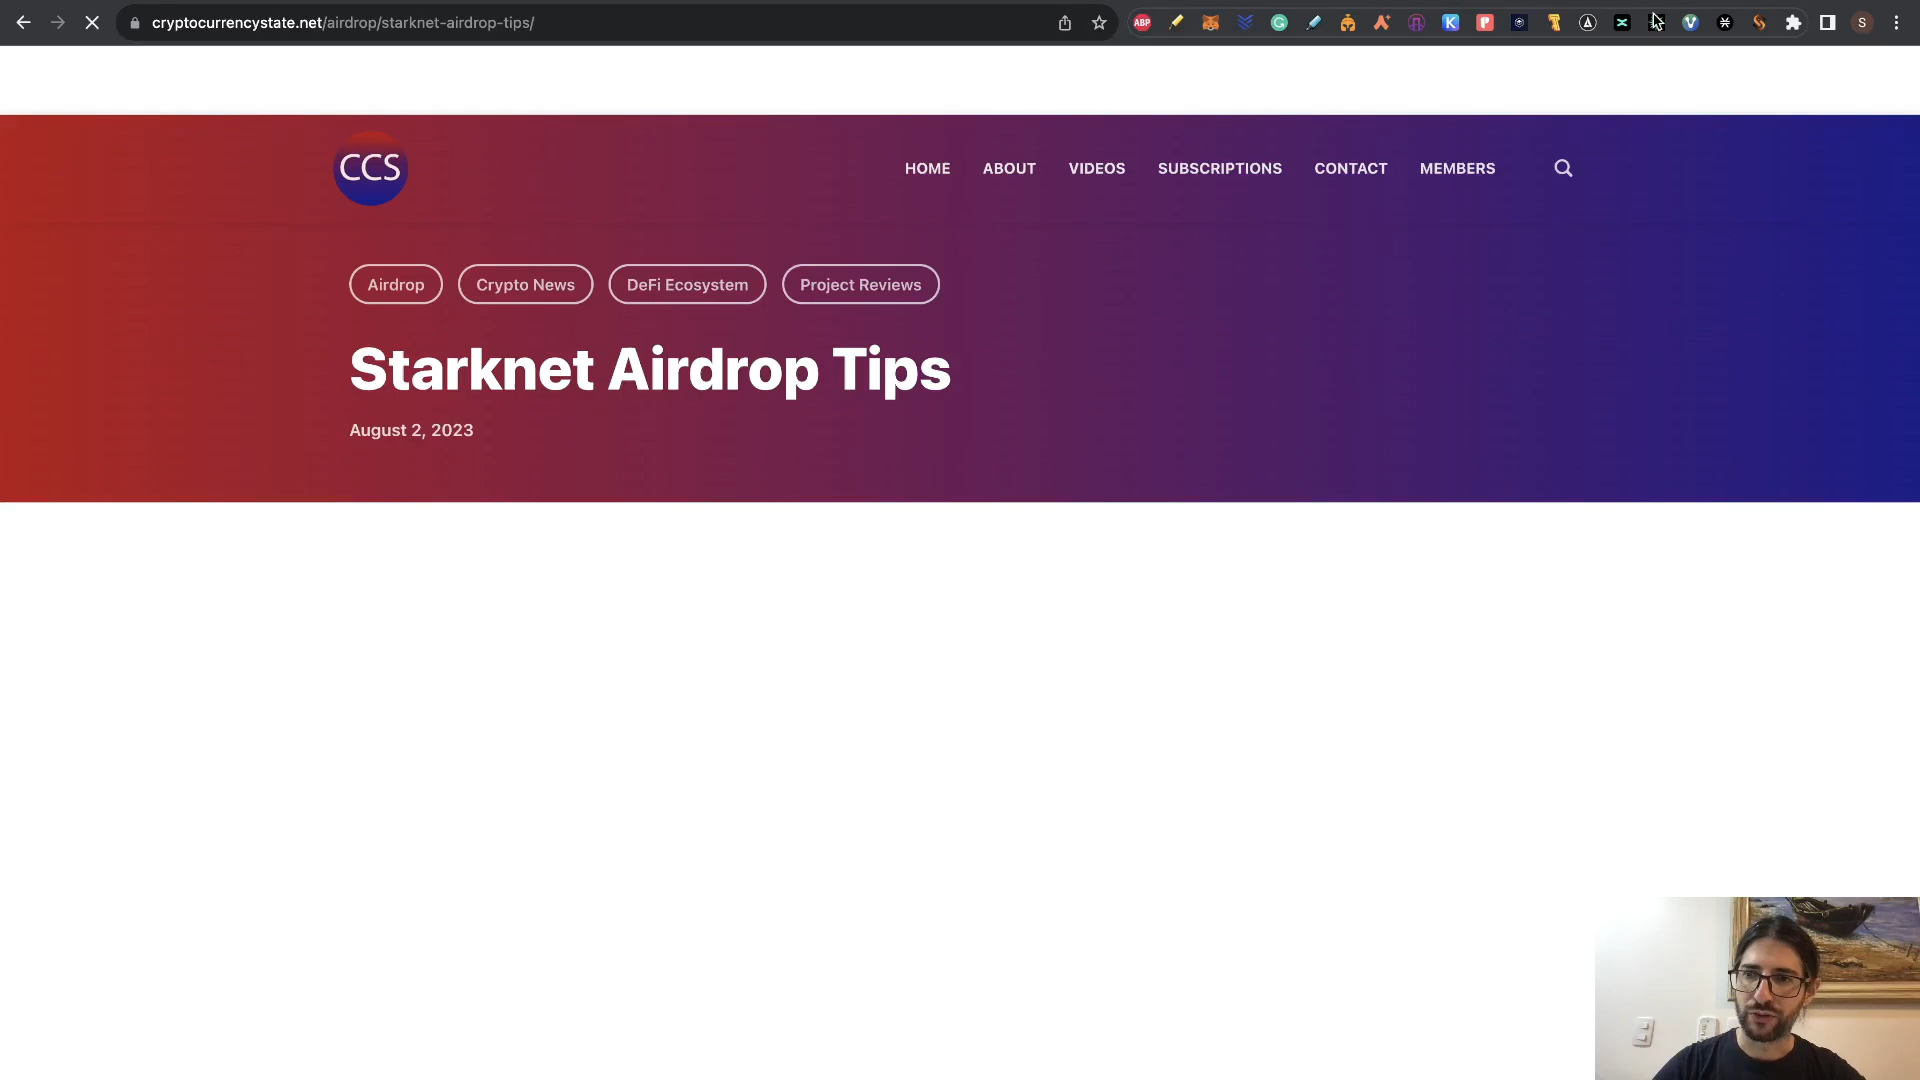 cryptocurrencystate.net/airdrop/starknet-airdrop-tips/
ABP
S
CCS
HOME
ABOUT
VIDEOS
SUBSCRIPTIONS
CONTACT
MEMBERS
Airdrop
Crypto News
DeFi Ecosystem
Project Reviews
Starknet Airdrop Tips
August 2, 2023